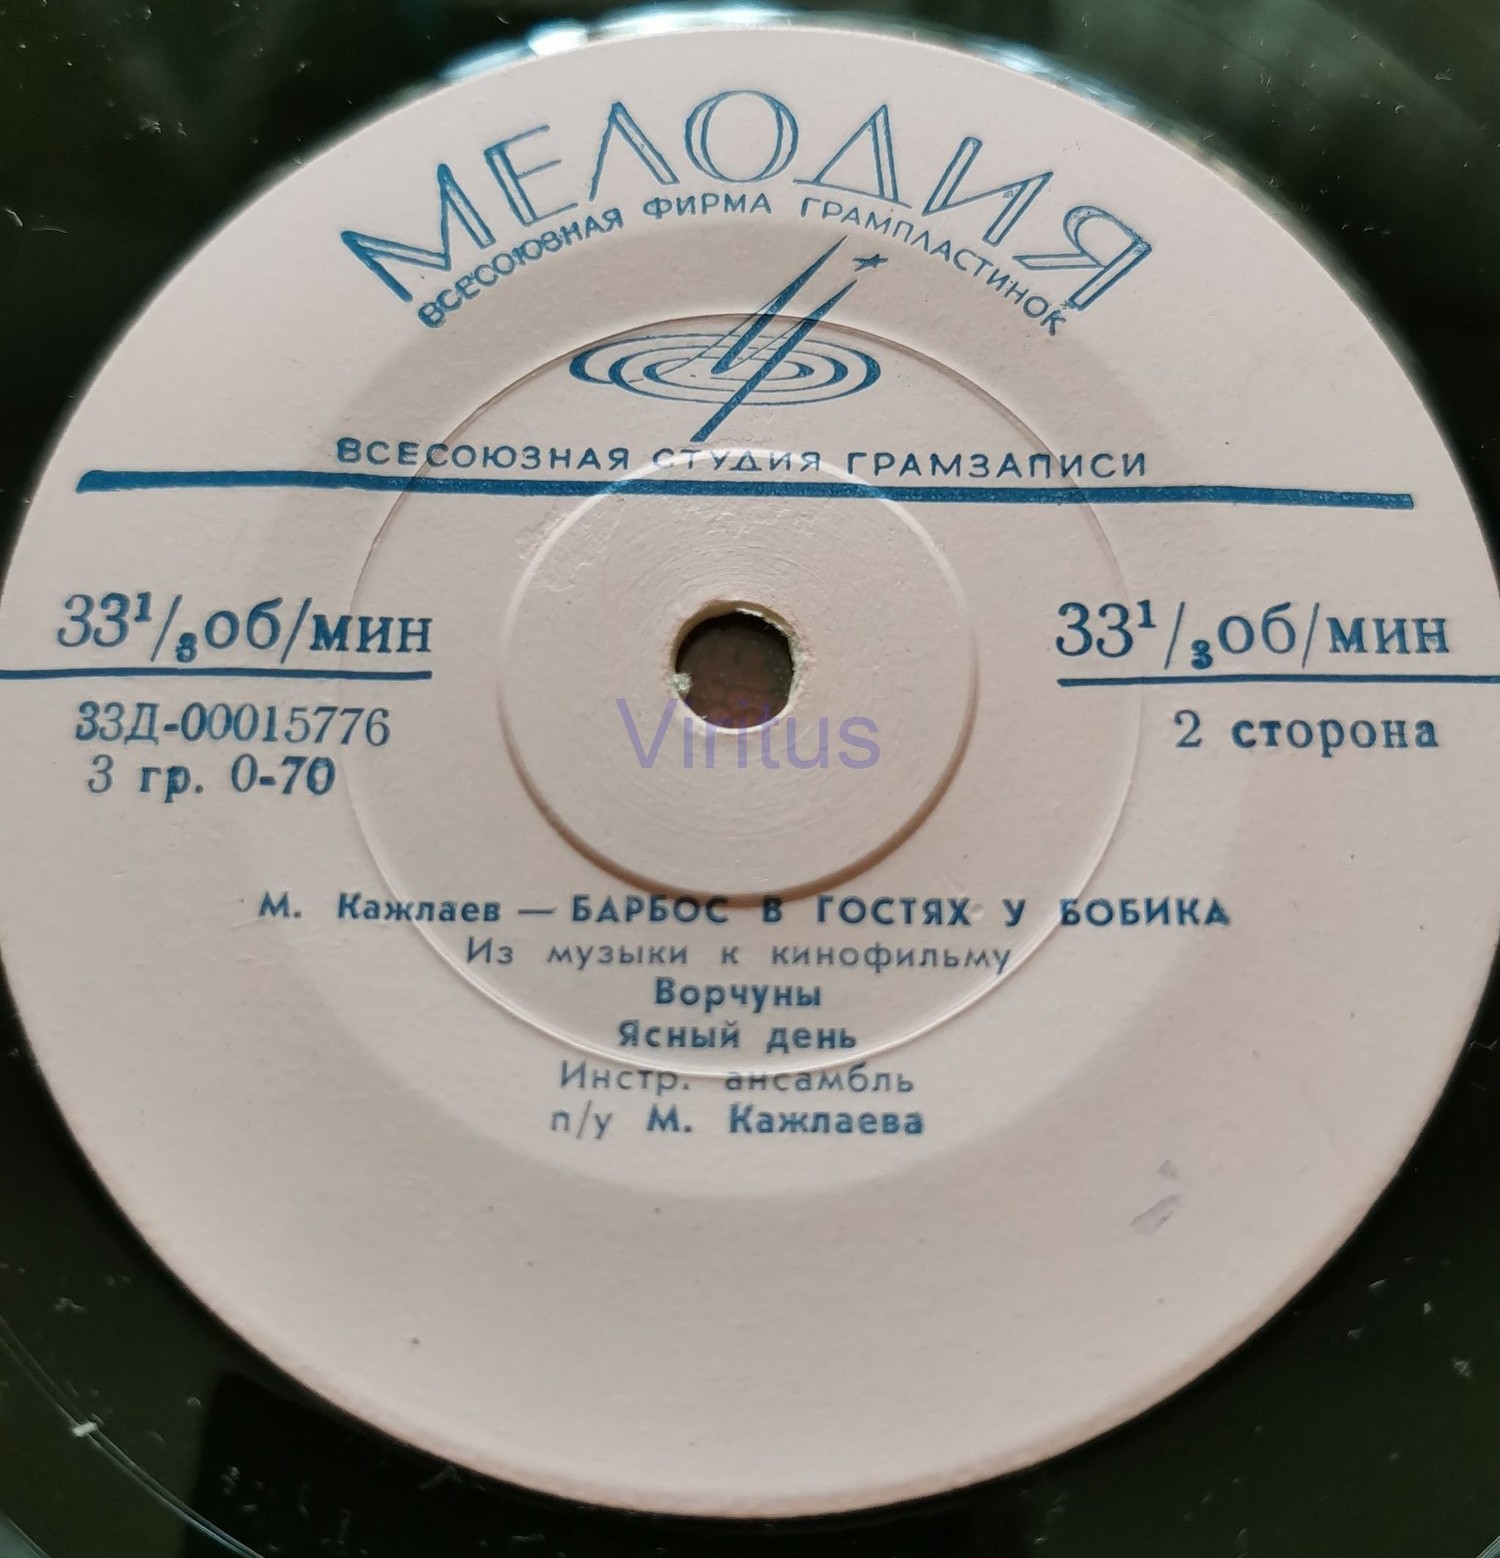 МЕЛОДИЯ
ВСЕСОЮЗНАЯ ФИРМА ГРАМПЛАСТИНОК
ВСЕСОЮЗНАЯ СТУДИЯ ГРАМЗАПИСИ
33¹/₃об/мин
33¹/₃об/мин
33Д-00015776
3 гр. 0-70
2 сторона
Viritus
М. Кажлаев — БАРБОС В ГОСТЯХ У БОБИКА
Из музыки к кинофильму
Ворчуны
Ясный день
Инстр. ансамбль
п/у М. Кажлаева